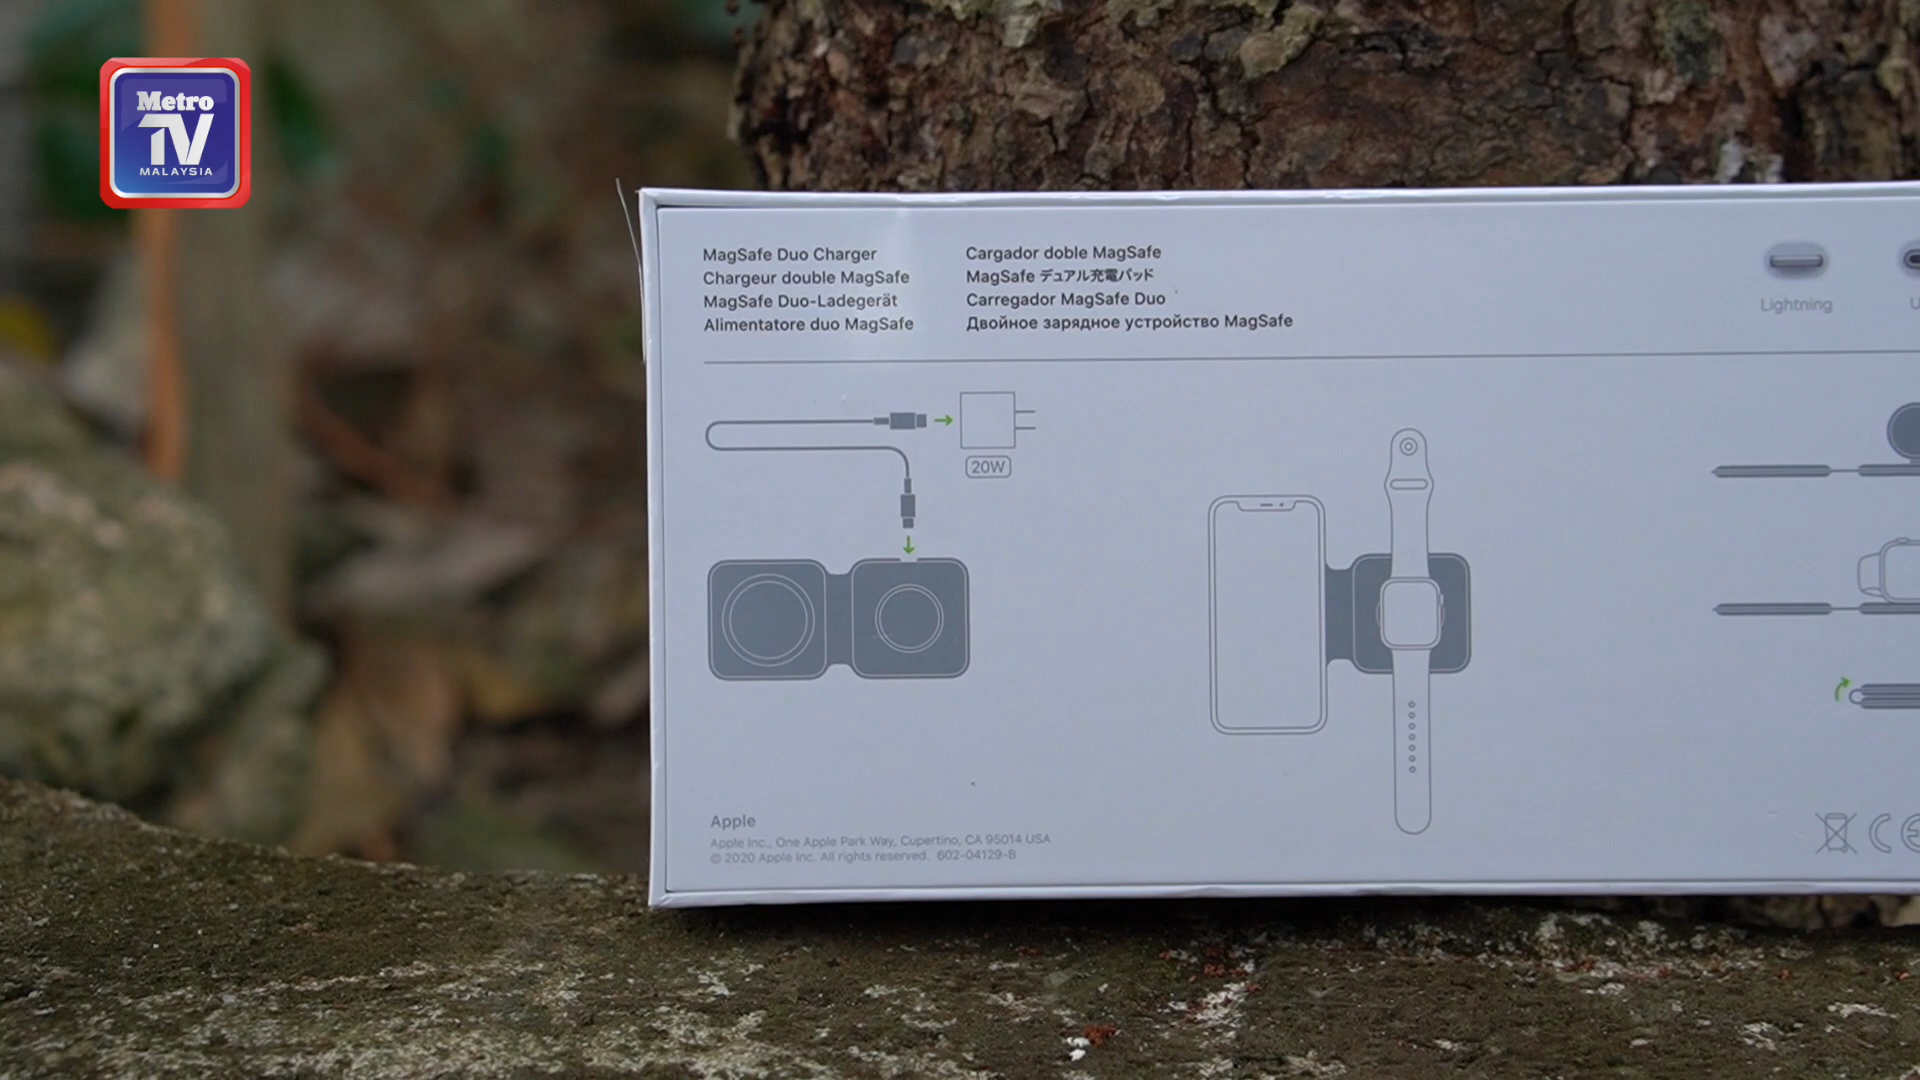 Metro
TV
MALAYSIA
MagSafe Duo Charger
Chargeur double MagSafe
MagSafe Duo-Ladegerät
Alimentatore duo MagSafe
Cargador doble MagSafe
MagSafe デュアル充電パッド
Carregador MagSafe Duo
Двойное зарядное устройство MagSafe
Lightning
20W
Apple
Apple Inc., One Apple Park Way, Cupertino, CA 95014 USA
© 2020 Apple Inc. All rights reserved. 602-04129-B